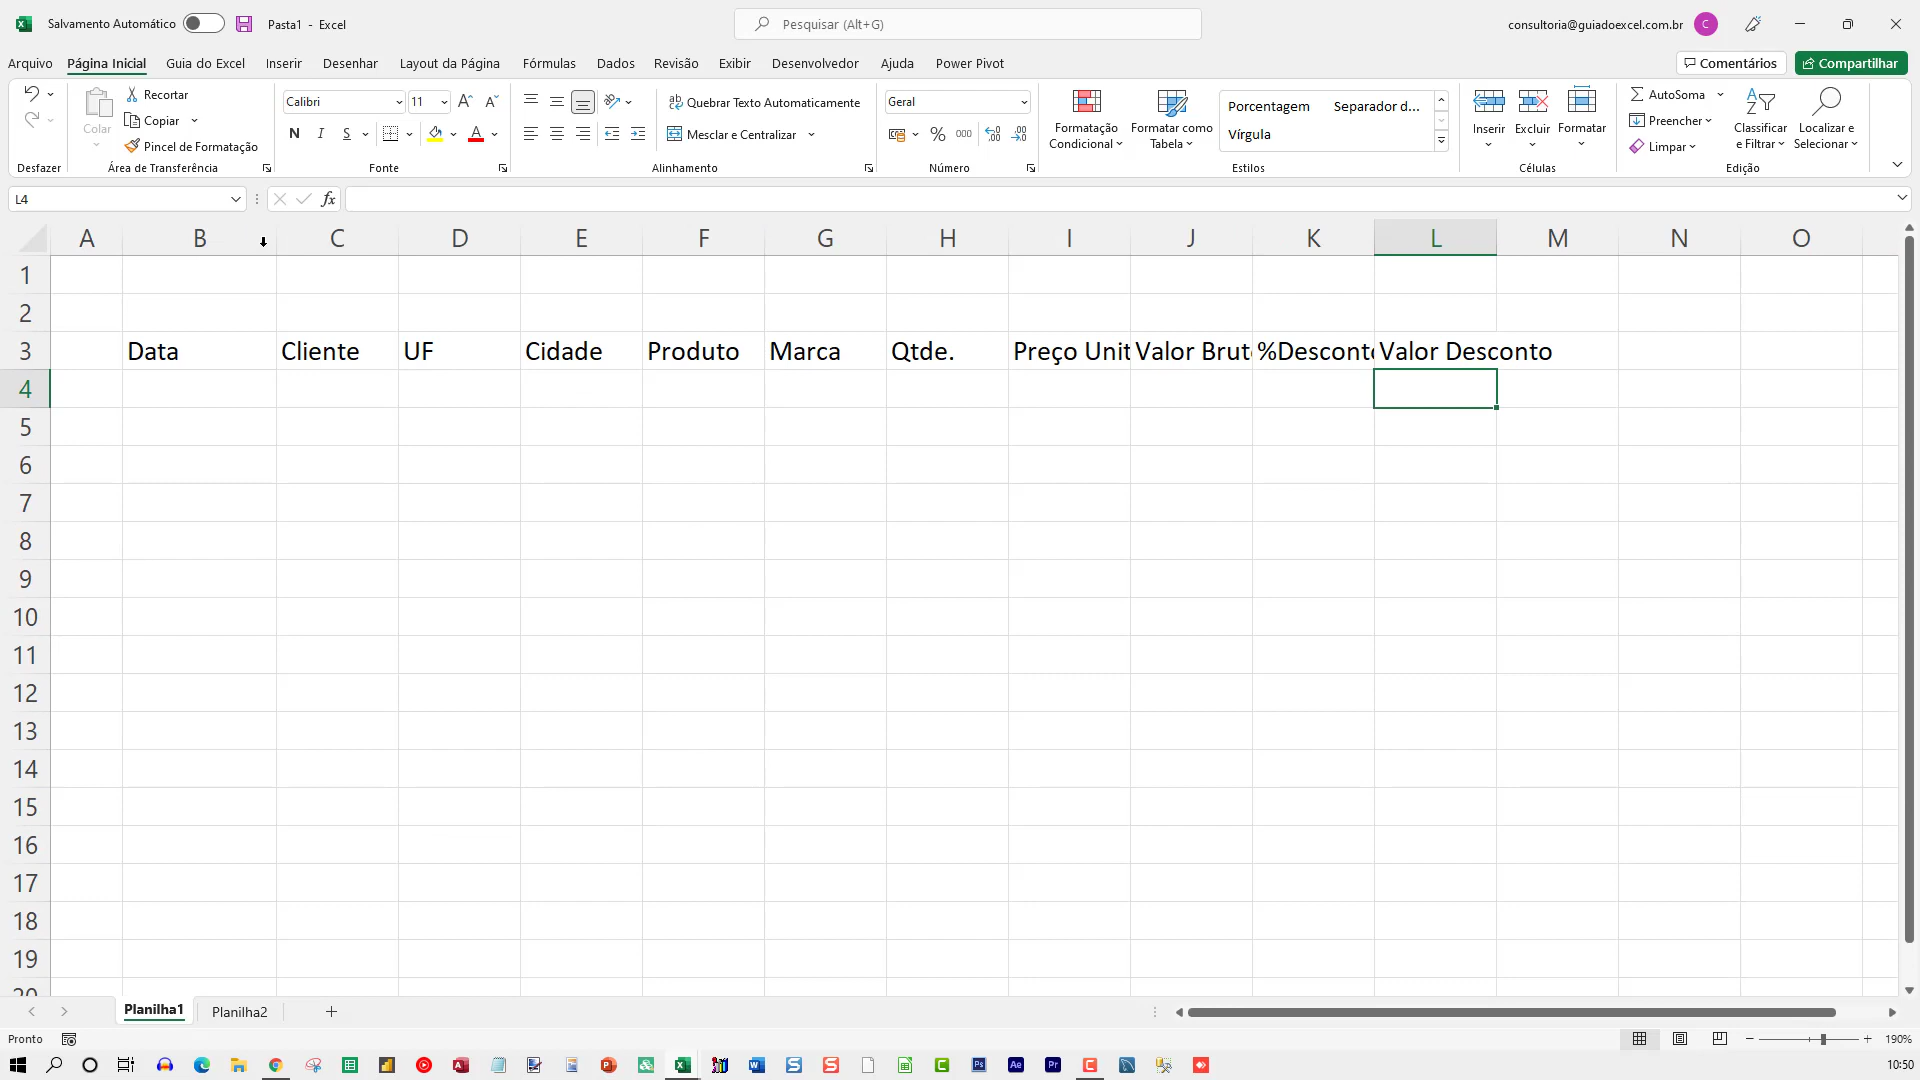 Salvamento Automático Pasta1 - Excel Pesquisar (Alt+G) consultoria@guiadoexcel.com.br C
Arquivo Página Inicial Guia do Excel Inserir Desenhar Layout da Página Fórmulas Dados Revisão Exibir Desenvolvedor Ajuda Power Pivot Comentários Compartilhar
Colar
Recortar
Copiar
Pincel de Formatação
Calibri 11
N I S
Quebrar Texto Automaticamente
Mesclar e Centralizar
Geral
% 000
Formatação Condicional
Formatar como Tabela
Porcentagem Separador d...
Vírgula
Inserir Excluir Formatar
AutoSoma
Preencher
Limpar
Classificar e Filtrar
Localizar e Selecionar
Desfazer Área de Transferência Fonte Alinhamento Número Estilos Células Edição
L4 fx
A B C D E F G H I J K L M N O
1
2
3 Data Cliente UF Cidade Produto Marca Qtde. Preço Unit Valor Brut %Desconto Valor Desconto
4
5
6
7
8
9
10
11
12
13
14
15
16
17
18
19
20
Planilha1 Planilha2
Pronto 190%
10:50